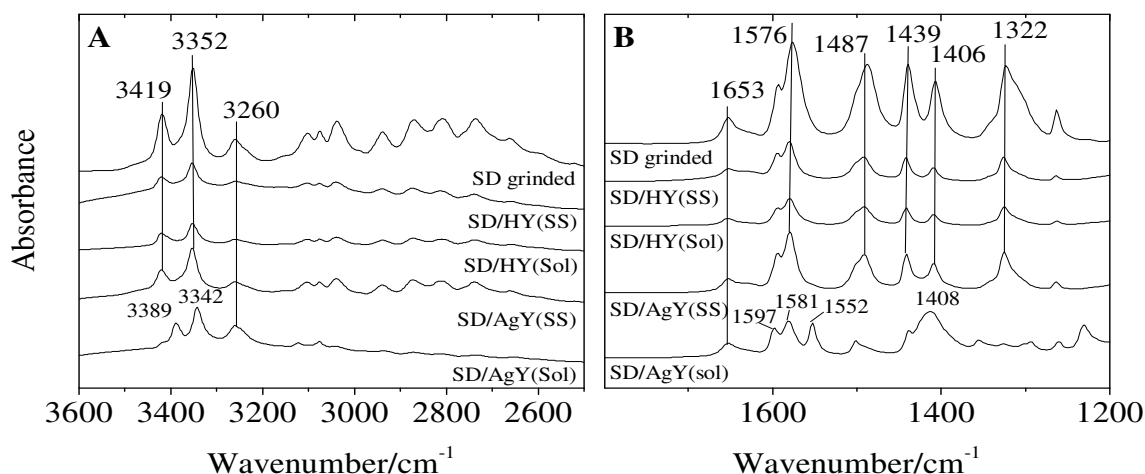 A
3352
3419
3260
SD grinded
SD/HY(SS)
SD/HY(Sol)
SD/AgY(SS)
3389
3342
SD/AgY(Sol)
Absorbance
3600 3400 3200 3000 2800 2600
Wavenumber/cm⁻¹
B
1576
1487
1439
1406
1322
1653
SD grinded
SD/HY(SS)
SD/HY(Sol)
SD/AgY(SS)
1597
1581
1552
1408
SD/AgY(sol)
1600 1400 1200
Wavenumber/cm⁻¹